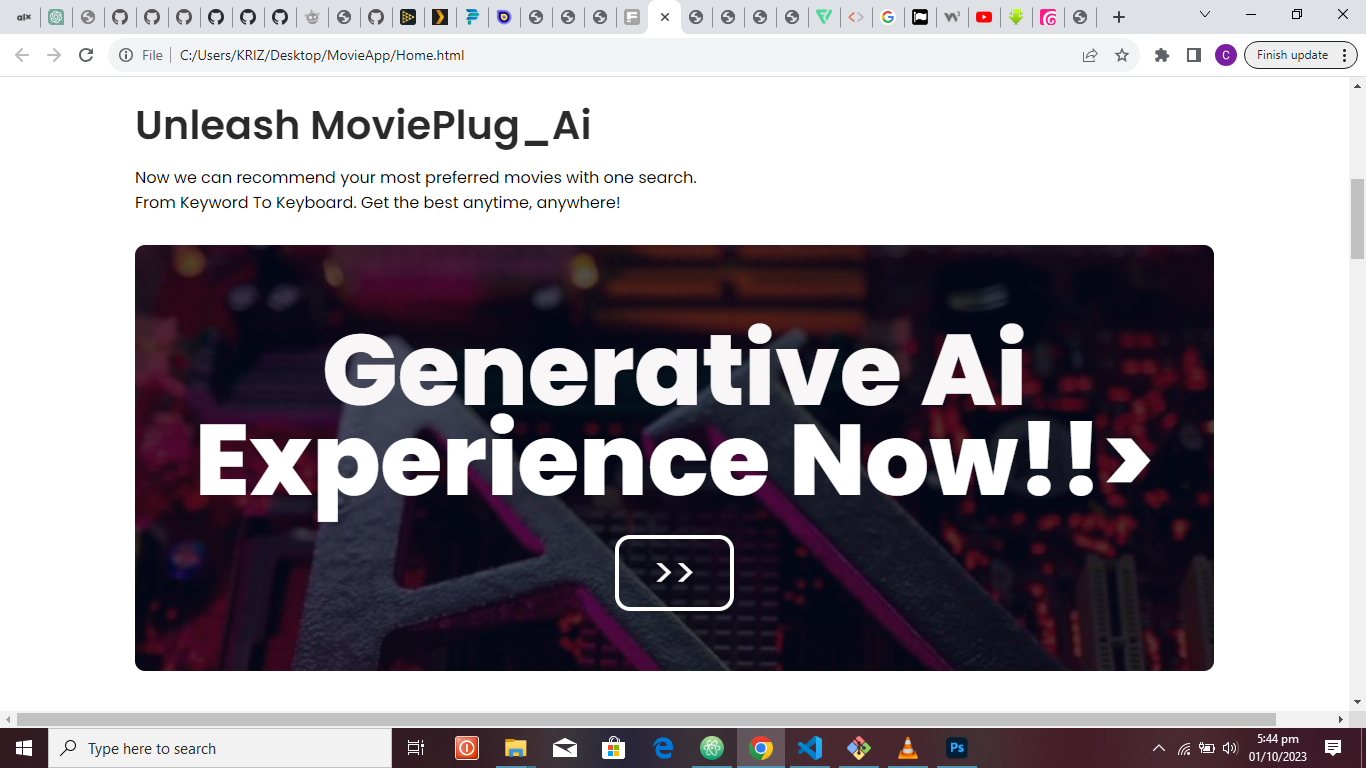 alx
File
C:/Users/KRIZ/Desktop/MovieApp/Home.html
C
Finish update
Unleash MoviePlug_Ai
Now we can recommend your most preferred movies with one search.
From Keyword To Keyboard. Get the best anytime, anywhere!
Generative Ai
Experience Now!!>
>>
Type here to search
Ps
5:44 pm
01/10/2023